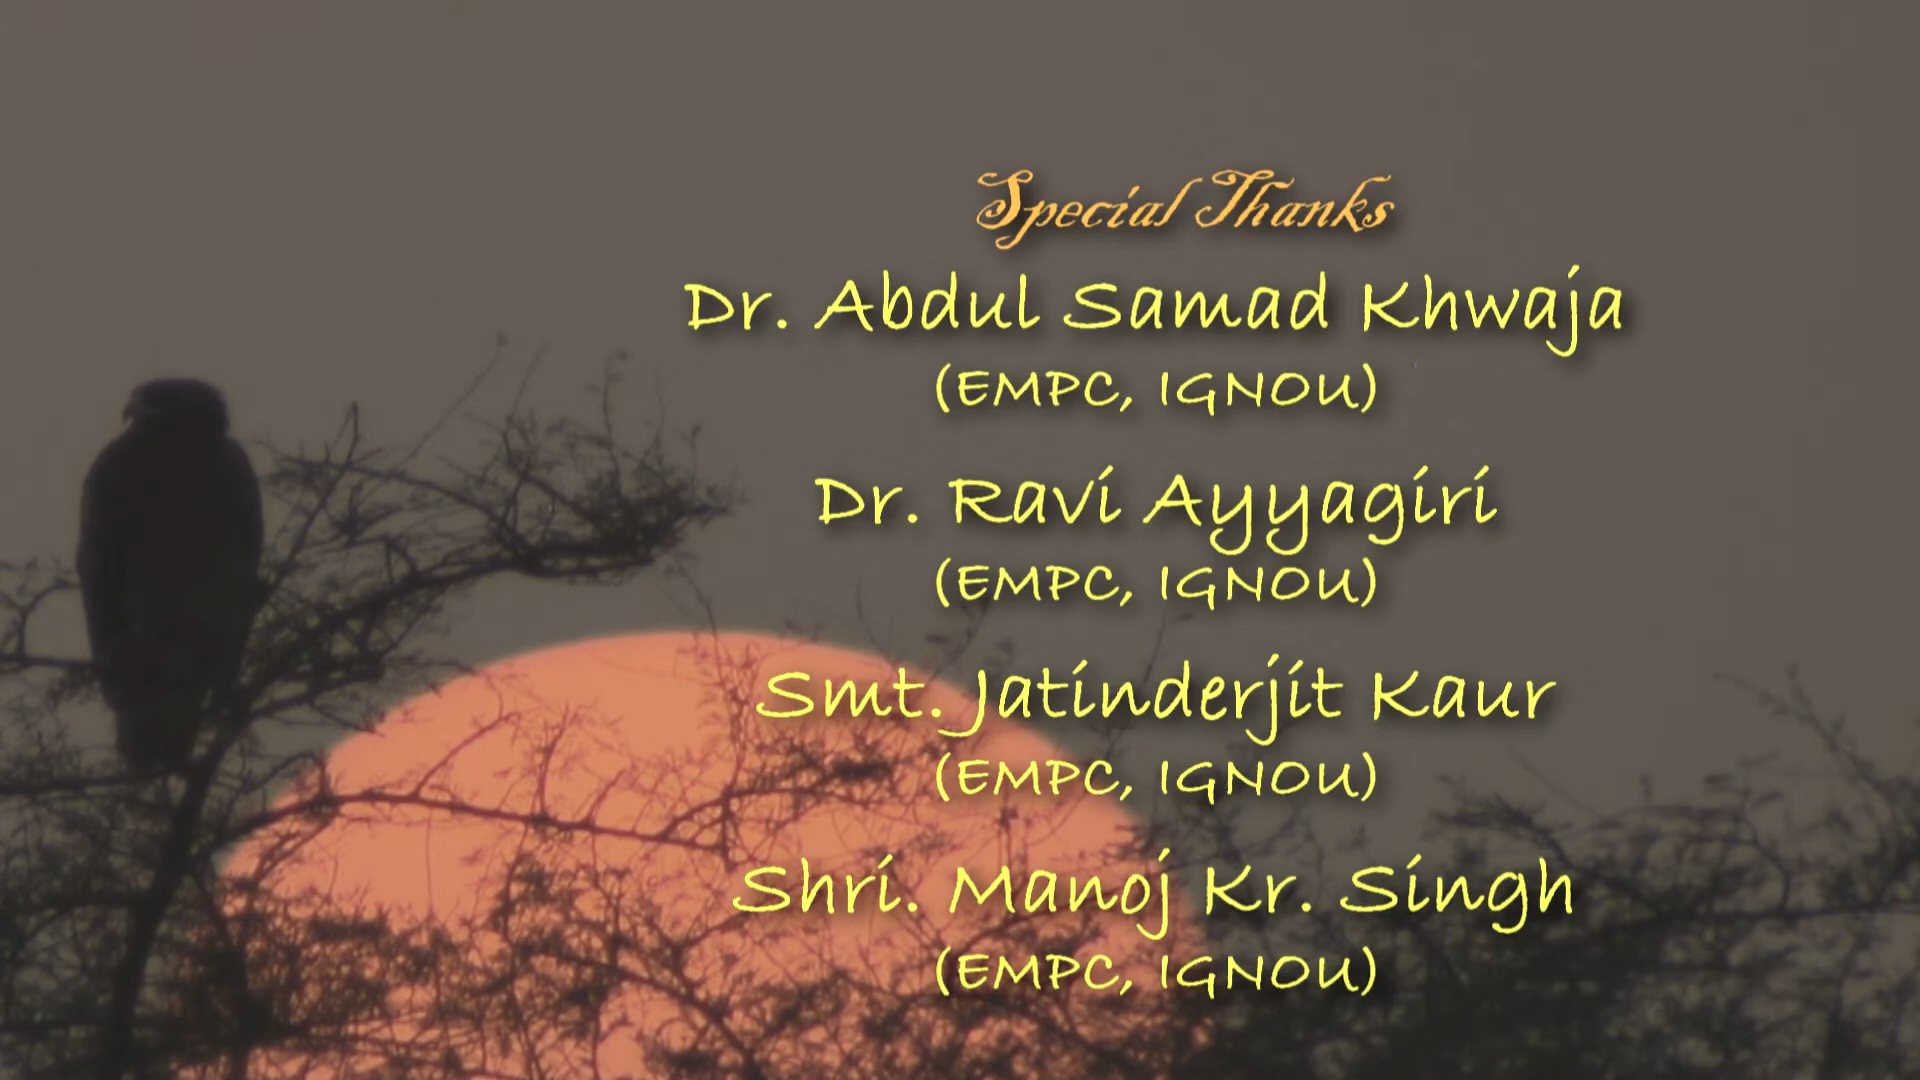 Special Thanks
Dr. Abdul Samad Khwaja
(EMPC, IGNOU)
Dr. Ravi Ayyagiri
(EMPC, IGNOU)
Smt. Jatinderjit Kaur
(EMPC, IGNOU)
Shri. Manoj Kr. Singh
(EMPC, IGNOU)